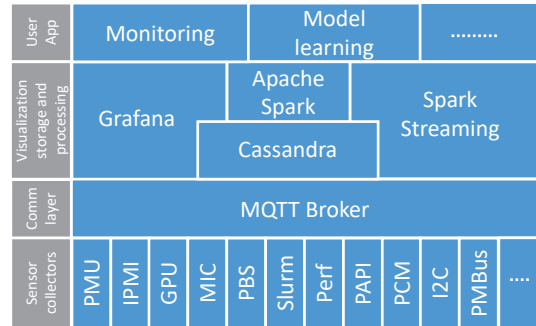 User
App
Monitoring
Model
learning
.........
Visualization
storage and
processing
Grafana
Apache
Spark
Spark
Streaming
Cassandra
Comm
layer
MQTT Broker
Sensor
collectors
PMU
IPMI
GPU
MIC
PBS
Slurm
Perf
PAPI
PCM
I2C
PMBus
....